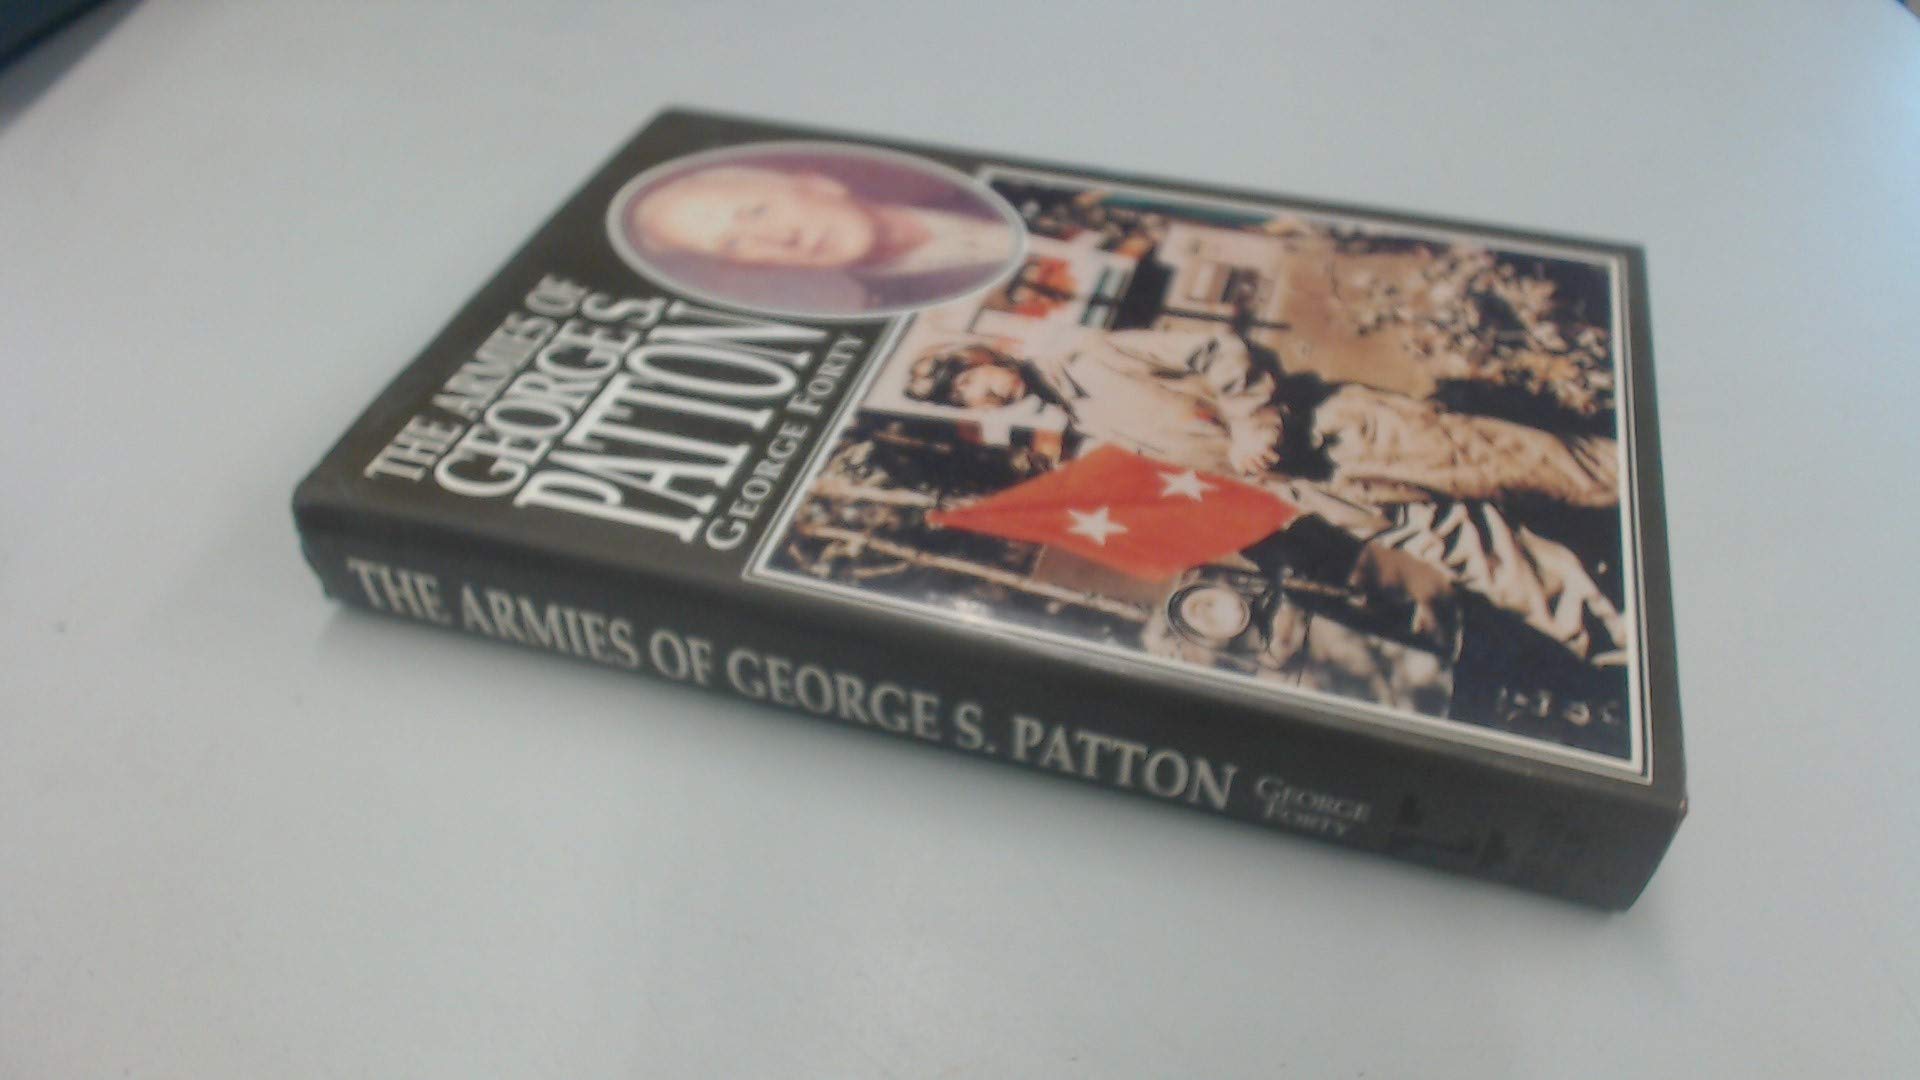 THE ARMIES OF
GEORGE S.
PATTON
GEORGE FORTY
THE ARMIES OF GEORGE S. PATTON
GEORGE
FORTY